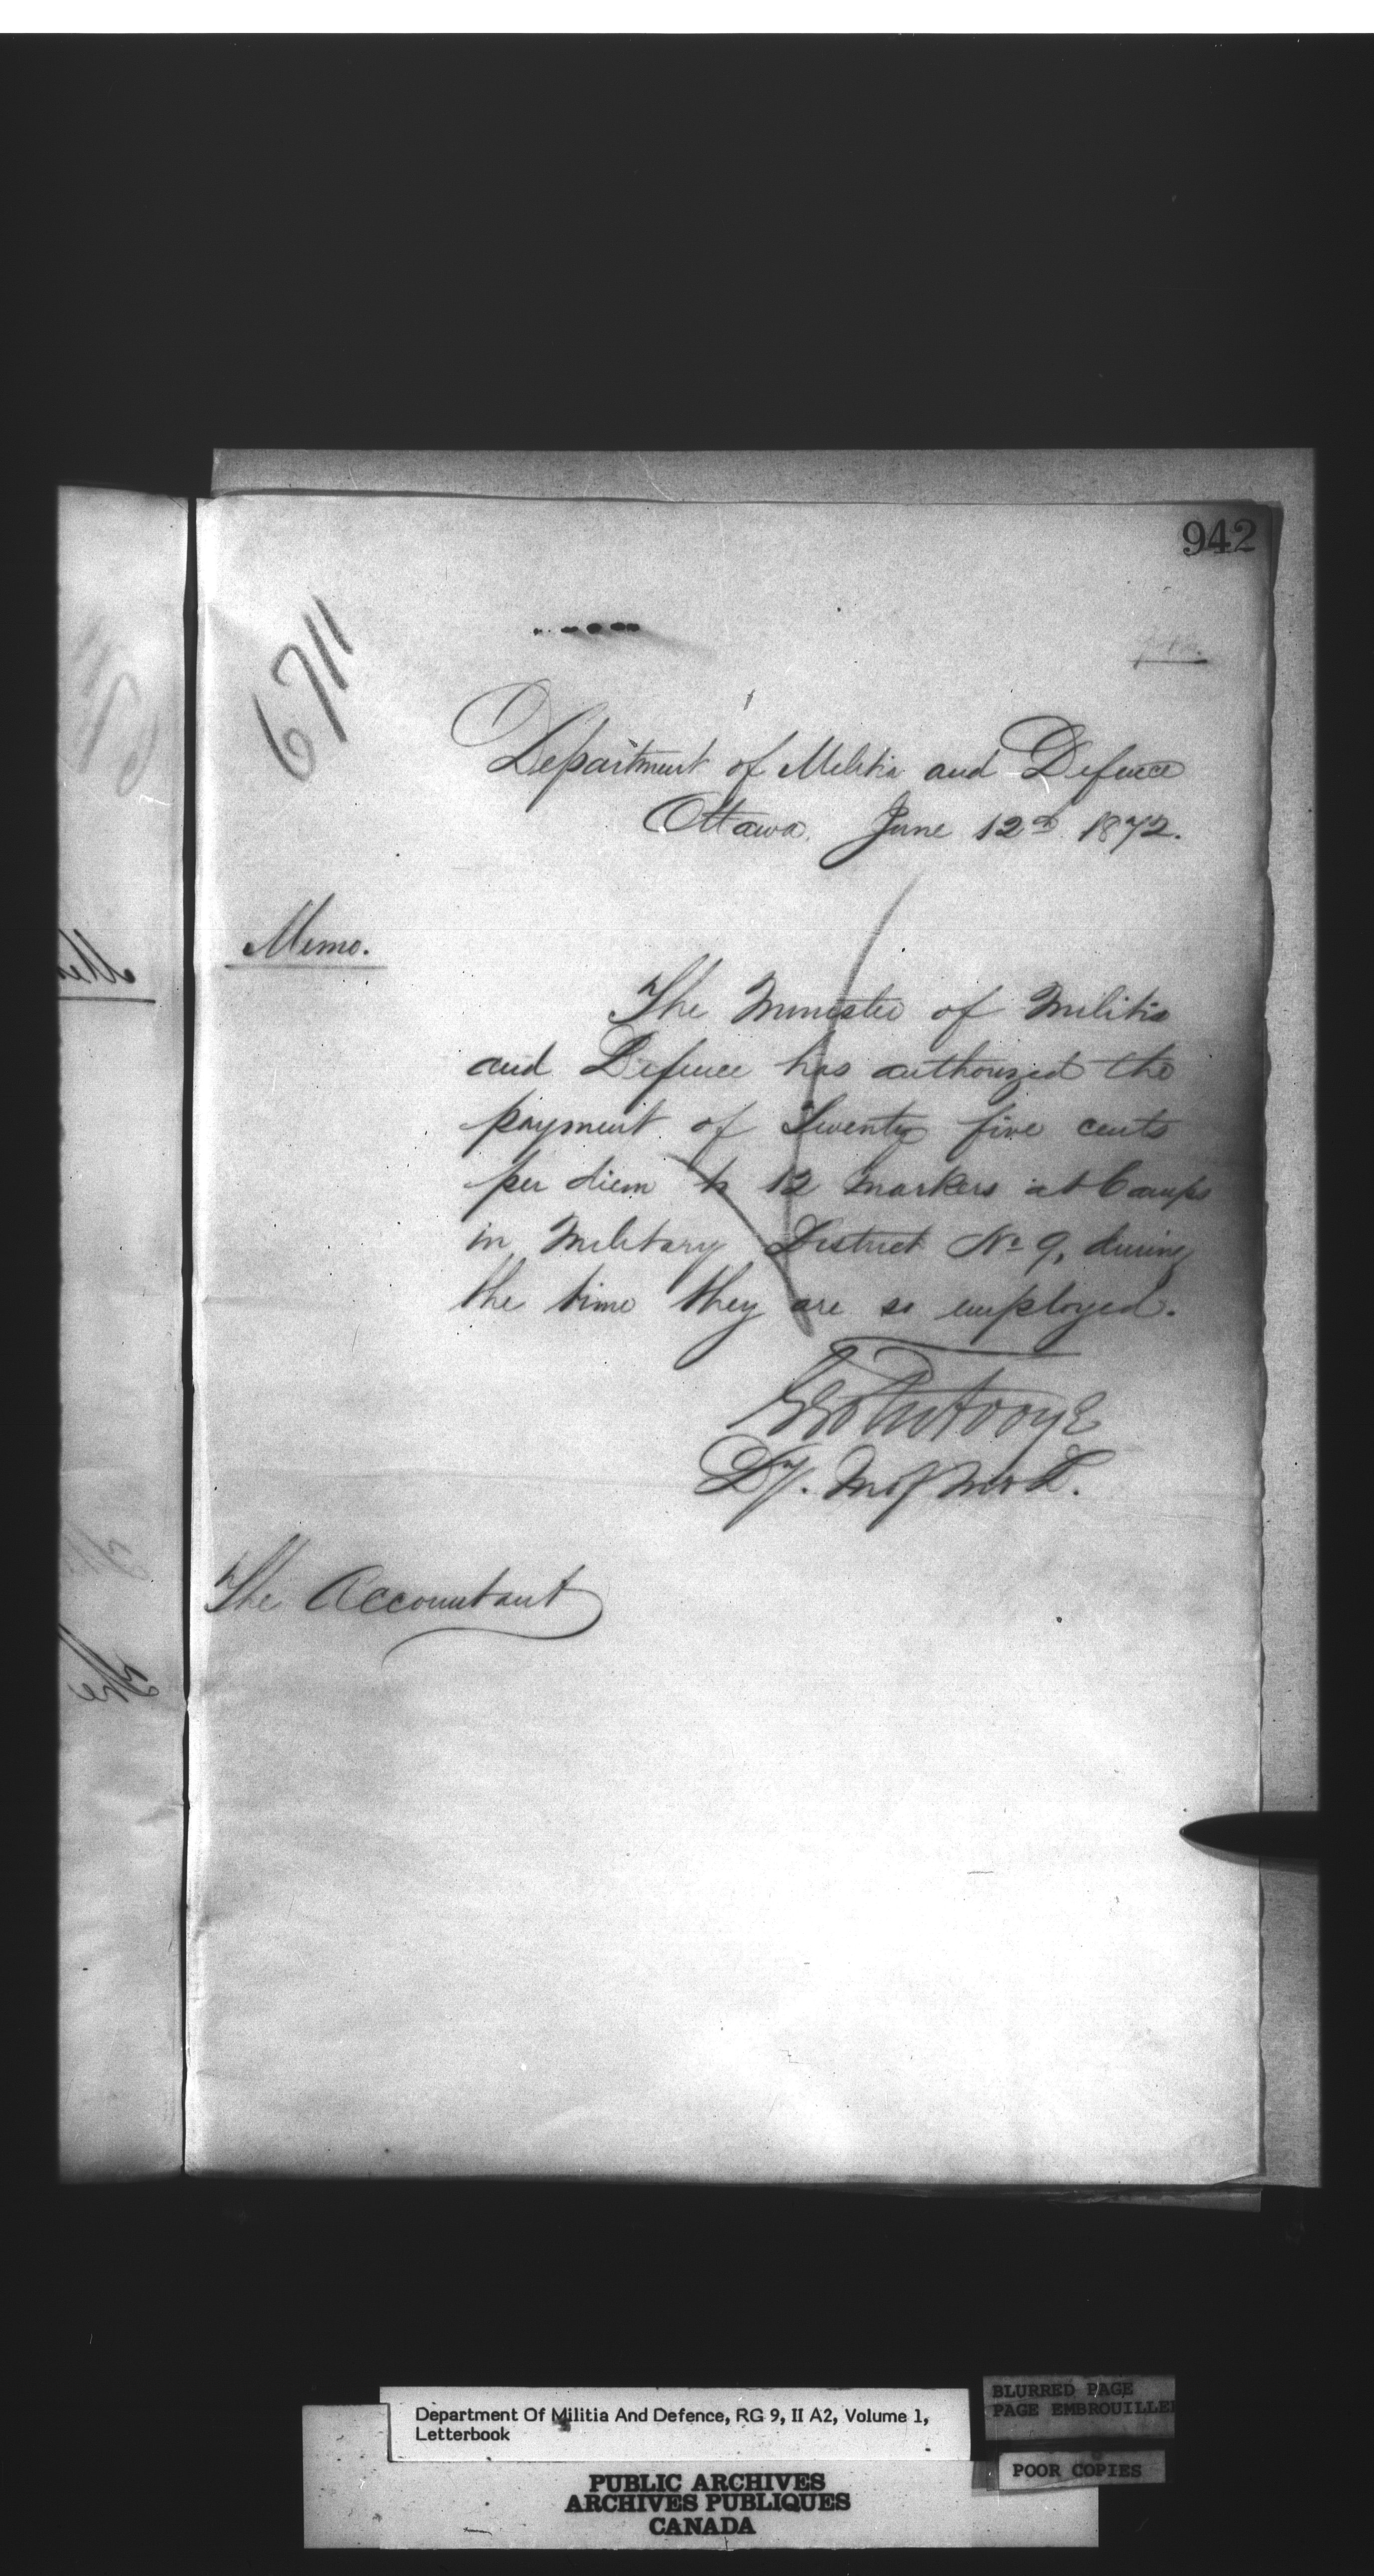 942
6711
Department of Militia and Defence
Ottawa. June 12th 1872.
Memo.
The Minister of Militia
and Defence has authorized the
payment of Twenty five cents
per diem to 12 Markers at Camps
in Military District No 9, during
the time they are so employed.
Dy. M of M & D.
The Accountant
The
Department Of Militia And Defence, RG 9, II A2, Volume 1,
Letterbook
BLURRED PAGE
PAGE EMBROUILLEE
POOR COPIES
PUBLIC ARCHIVES
ARCHIVES PUBLIQUES
CANADA